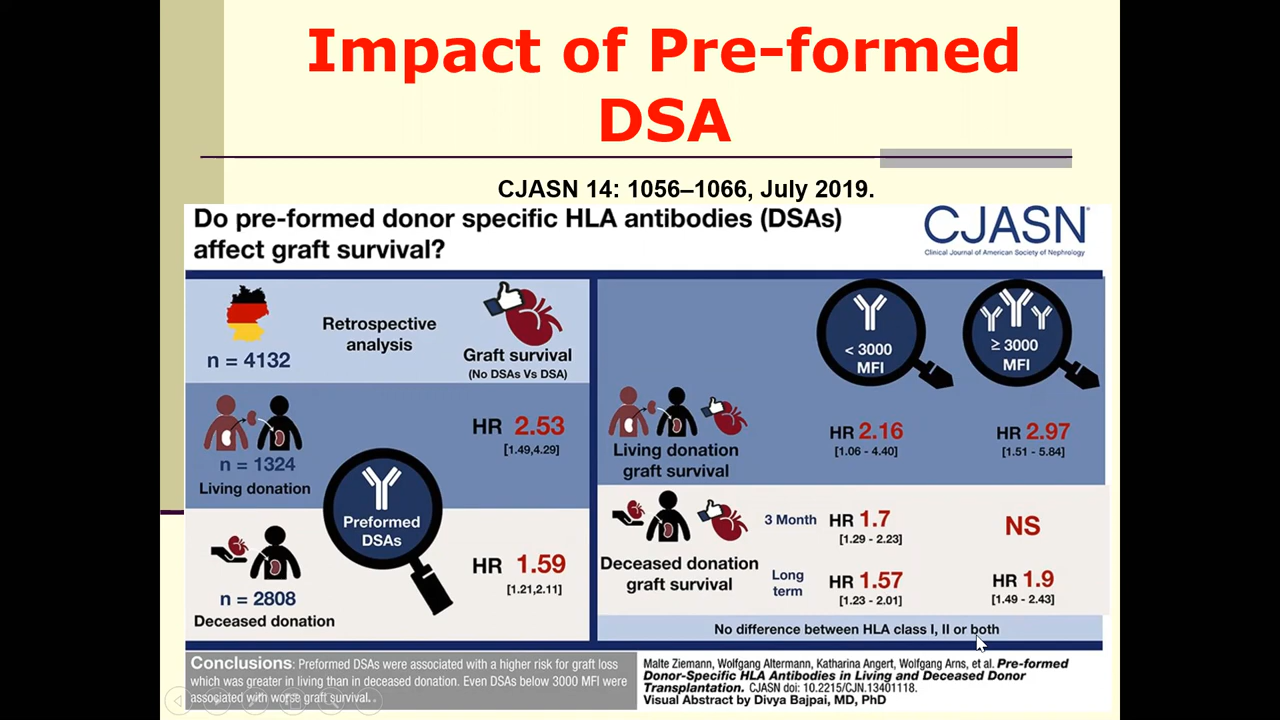 Impact of Pre-formed
DSA
CJASN 14: 1056–1066, July 2019.
Do pre-formed donor specific HLA antibodies (DSAs)
affect graft survival?
CJASN
Clinical Journal of American Society of Nephrology
n = 4132
Retrospective
analysis
Graft survival
(No DSAs Vs DSA)
n = 1324
Living donation
HR 2.53
[1.49,4.29]
Preformed
DSAs
n = 2808
Deceased donation
HR 1.59
[1.21,2.11]
< 3000
MFI
≥ 3000
MFI
Living donation
graft survival
HR 2.16
[1.06 - 4.40]
HR 2.97
[1.51 - 5.84]
Deceased donation
graft survival
3 Month
HR 1.7
[1.29 - 2.23]
NS
Long
term
HR 1.57
[1.23 - 2.01]
HR 1.9
[1.49 - 2.43]
No difference between HLA class I, II or both
Conclusions: Preformed DSAs were associated with a higher risk for graft loss
which was greater in living than in deceased donation. Even DSAs below 3000 MFI were
associated with worse graft survival.
Malte Ziemann, Wolfgang Altermann, Katharina Angert, Wolfgang Arns, et al. Pre-formed
Donor-Specific HLA Antibodies in Living and Deceased Donor
Transplantation. CJASN doi: 10.2215/CJN.13401118.
Visual Abstract by Divya Bajpai, MD, PhD